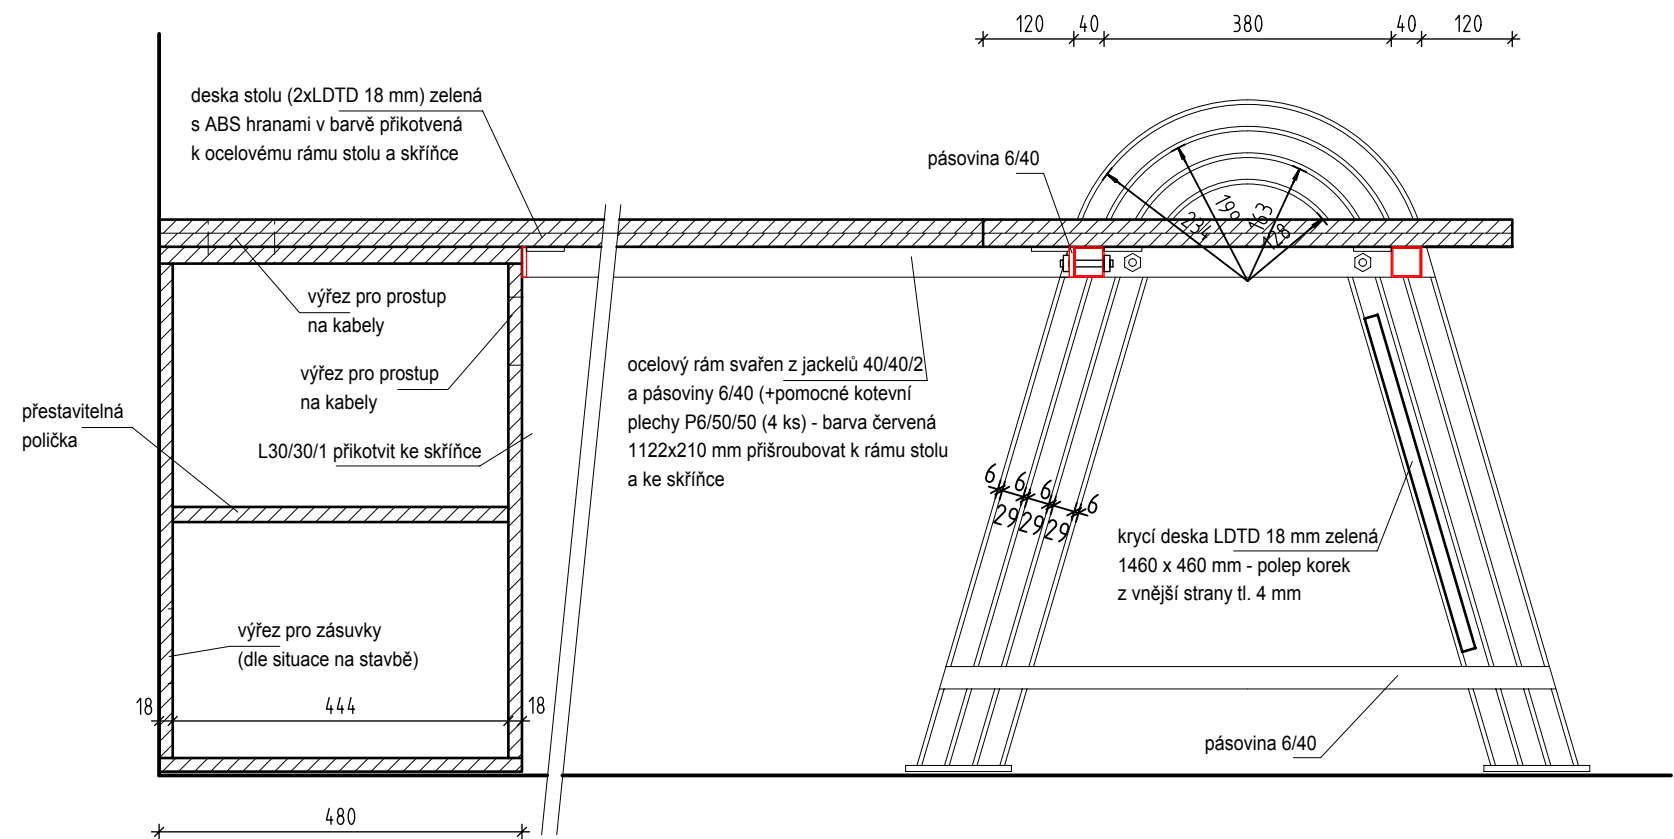 120 40 380 40 120
deska stolu (2xLDTD 18 mm) zelená
s ABS hranami v barvě přikotvená
k ocelovému rámu stolu a skříňce
pásovina 6/40
234 199 163 128
výřez pro prostup
na kabely
výřez pro prostup
na kabely
přestavitelná
polička
L30/30/1 přikotvit ke skříňce
ocelový rám svařen z jackelů 40/40/2
a pásoviny 6/40 (+pomocné kotevní
plechy P6/50/50 (4 ks) - barva červená
1122x210 mm přišroubovat k rámu stolu
a ke skříňce
6 6 6 6
29 29 29
krycí deska LDTD 18 mm zelená
1460 x 460 mm - polep korek
z vnější strany tl. 4 mm
výřez pro zásuvky
(dle situace na stavbě)
18 444 18
pásovina 6/40
480